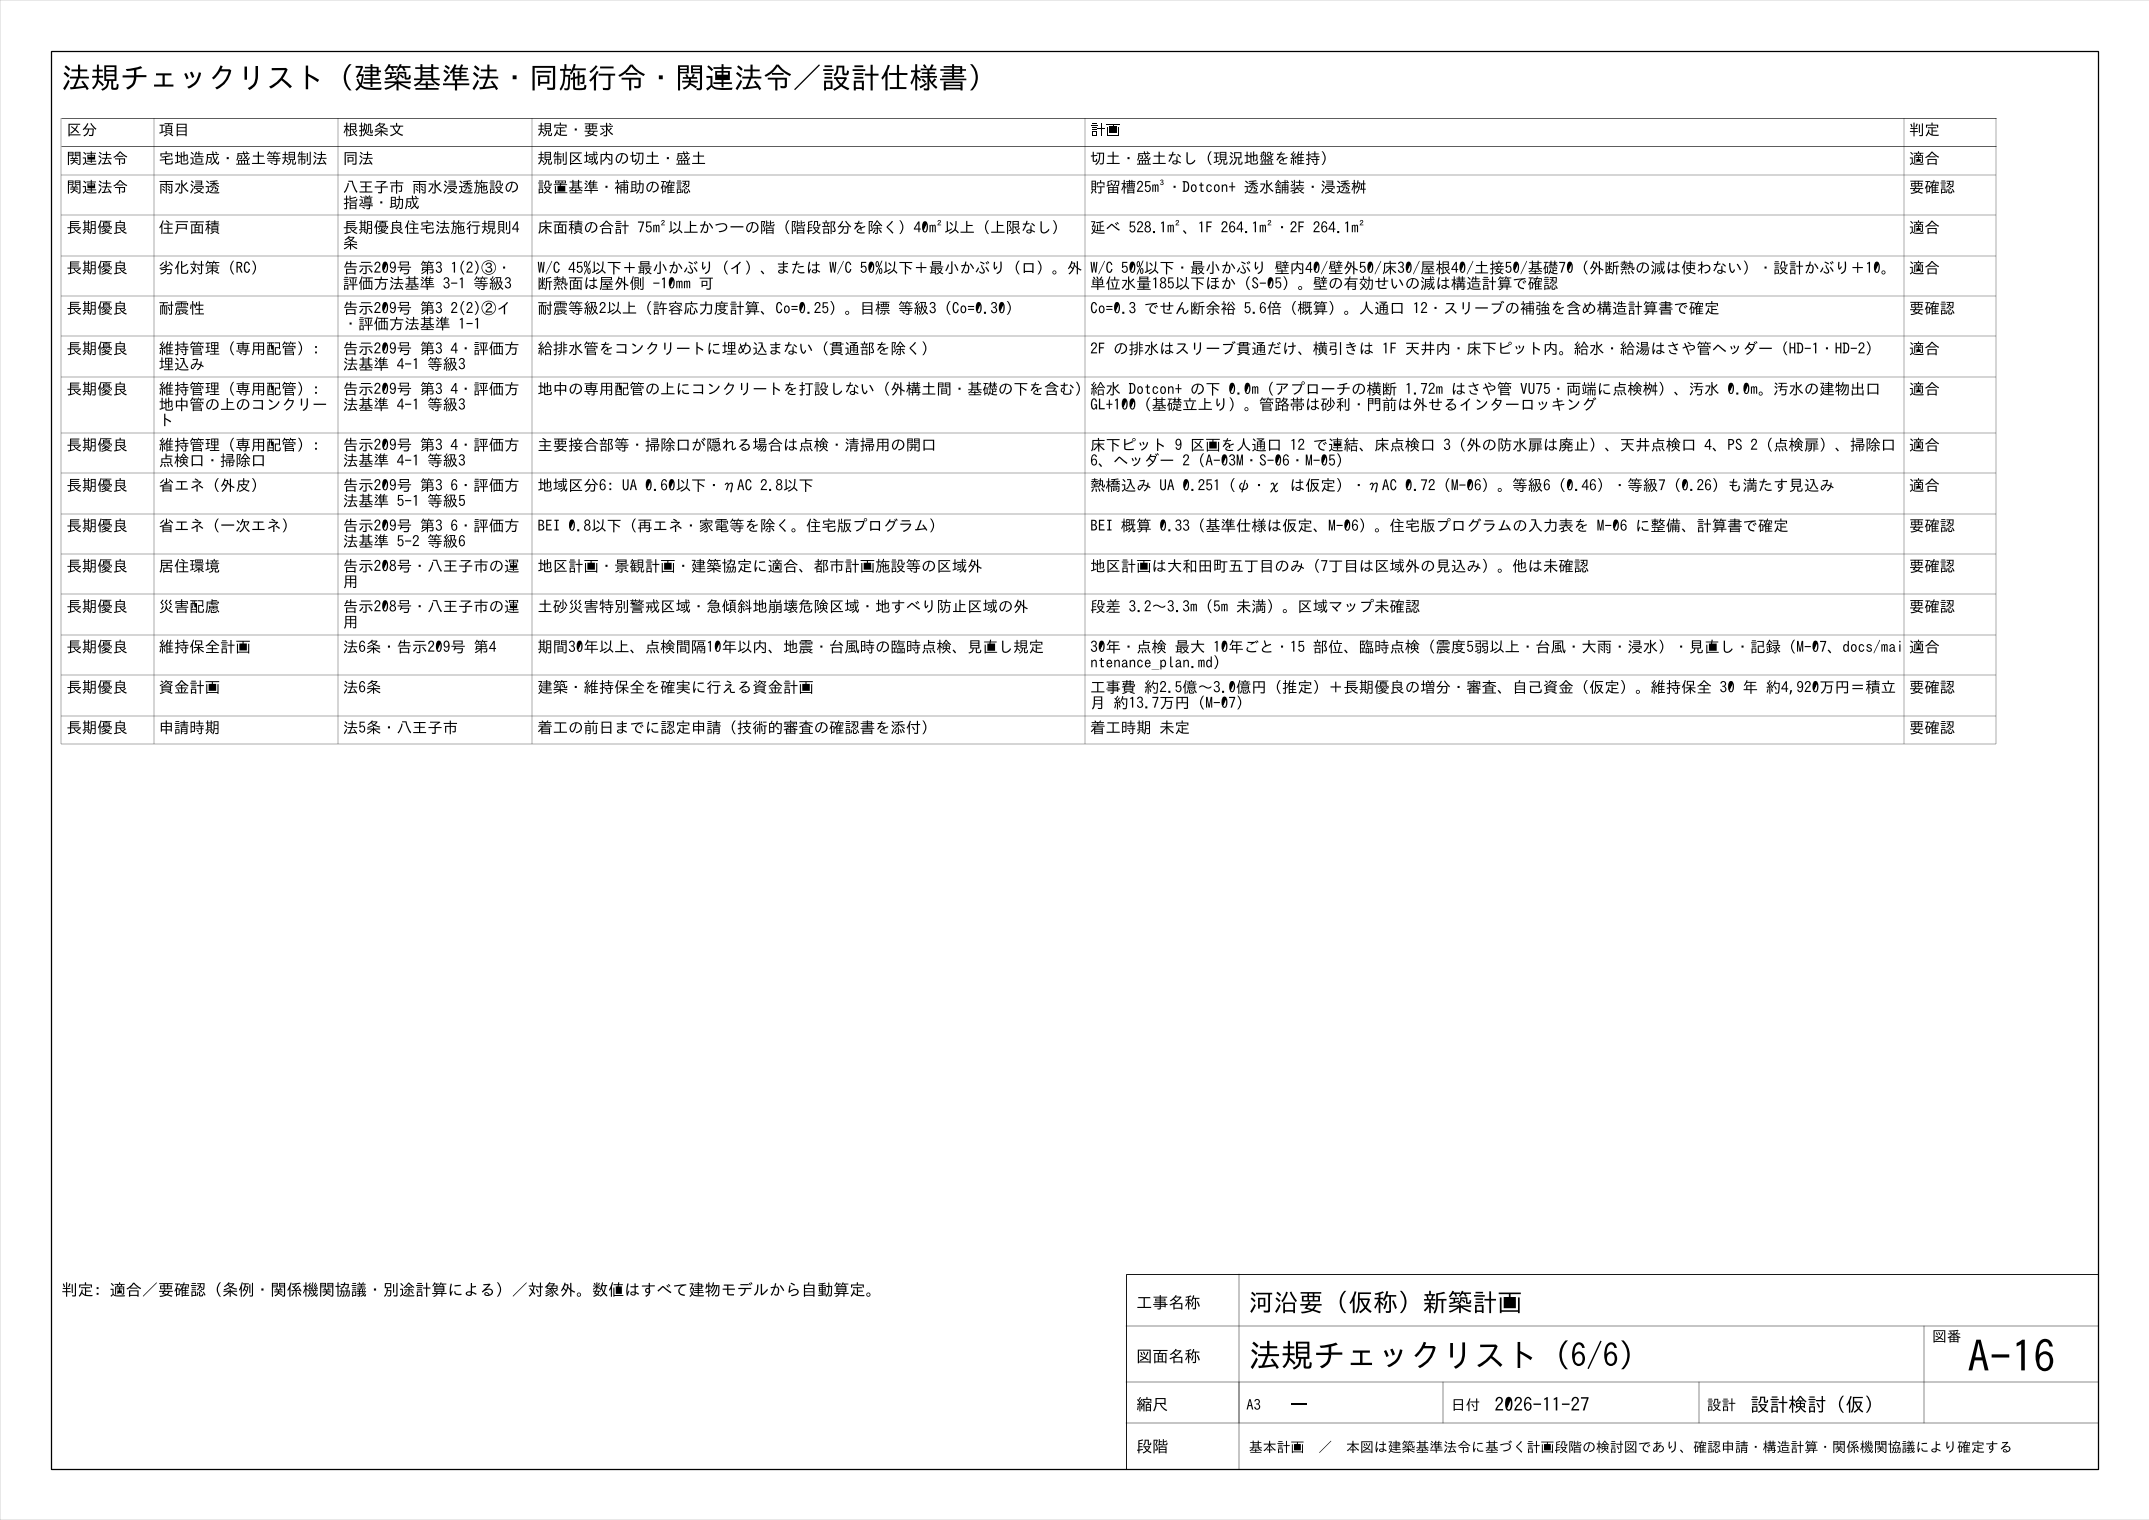 法規チェックリスト（建築基準法・同施行令・関連法令／設計仕様書）
区分 項目 根拠条文 規定・要求 計画 判定
関連法令 宅地造成・盛土等規制法 同法 規制区域内の切土・盛土 切土・盛土なし（現況地盤を維持） 適合
関連法令 雨水浸透 八王子市 雨水浸透施設の 設置基準・補助の確認 貯留槽25m³・Dotcon+ 透水舗装・浸透桝 要確認
指導・助成
長期優良 住戸面積 長期優良住宅法施行規則4 床面積の合計 75m²以上かつ一の階（階段部分を除く）40m²以上（上限なし） 延べ 528.1m²、1F 264.1m²・2F 264.1m² 適合
条
長期優良 劣化対策（RC） 告示209号 第3 1(2)③・ W/C 45%以下＋最小かぶり（イ）、または W/C 50%以下＋最小かぶり（ロ）。外 W/C 50%以下・最小かぶり 壁内40/壁外50/床30/屋根40/土接50/基礎70（外断熱の減は使わない）・設計かぶり＋10。 適合
評価方法基準 3-1 等級3 断熱面は屋外側 -10mm 可 単位水量185以下ほか（S-05）。壁の有効せいの減は構造計算で確認
長期優良 耐震性 告示209号 第3 2(2)②イ 耐震等級2以上（許容応力度計算、Co=0.25）。目標 等級3（Co=0.30） Co=0.3 でせん断余裕 5.6倍（概算）。人通口 12・スリーブの補強を含め構造計算書で確定 要確認
・評価方法基準 1-1
長期優良 維持管理（専用配管）： 告示209号 第3 4・評価方 給排水管をコンクリートに埋め込まない（貫通部を除く） 2F の排水はスリーブ貫通だけ、横引きは 1F 天井内・床下ピット内。給水・給湯はさや管ヘッダー（HD-1・HD-2） 適合
埋込み 法基準 4-1 等級3
長期優良 維持管理（専用配管）： 告示209号 第3 4・評価方 地中の専用配管の上にコンクリートを打設しない（外構土間・基礎の下を含む） 給水 Dotcon+ の下 0.0m（アプローチの横断 1.72m はさや管 VU75・両端に点検桝）、汚水 0.0m。汚水の建物出口 適合
地中管の上のコンクリー 法基準 4-1 等級3 GL+100（基礎立上り）。管路帯は砂利・門前は外せるインターロッキング
ト
長期優良 維持管理（専用配管）： 告示209号 第3 4・評価方 主要接合部等・掃除口が隠れる場合は点検・清掃用の開口 床下ピット 9 区画を人通口 12 で連結、床点検口 3（外の防水扉は廃止）、天井点検口 4、PS 2（点検扉）、掃除口 適合
点検口・掃除口 法基準 4-1 等級3 6、ヘッダー 2（A-03M・S-06・M-05）
長期優良 省エネ（外皮） 告示209号 第3 6・評価方 地域区分6: UA 0.60以下・ηAC 2.8以下 熱橋込み UA 0.251（ψ・χ は仮定）・ηAC 0.72（M-06）。等級6（0.46）・等級7（0.26）も満たす見込み 適合
法基準 5-1 等級5
長期優良 省エネ（一次エネ） 告示209号 第3 6・評価方 BEI 0.8以下（再エネ・家電等を除く。住宅版プログラム） BEI 概算 0.33（基準仕様は仮定、M-06）。住宅版プログラムの入力表を M-06 に整備、計算書で確定 要確認
法基準 5-2 等級6
長期優良 居住環境 告示208号・八王子市の運 地区計画・景観計画・建築協定に適合、都市計画施設等の区域外 地区計画は大和田町五丁目のみ（7丁目は区域外の見込み）。他は未確認 要確認
用
長期優良 災害配慮 告示208号・八王子市の運 土砂災害特別警戒区域・急傾斜地崩壊危険区域・地すべり防止区域の外 段差 3.2〜3.3m（5m 未満）。区域マップ未確認 要確認
用
長期優良 維持保全計画 法6条・告示209号 第4 期間30年以上、点検間隔10年以内、地震・台風時の臨時点検、見直し規定 30年・点検 最大 10年ごと・15 部位、臨時点検（震度5弱以上・台風・大雨・浸水）・見直し・記録（M-07、docs/mai 適合
ntenance_plan.md）
長期優良 資金計画 法6条 建築・維持保全を確実に行える資金計画 工事費 約2.5億〜3.0億円（推定）＋長期優良の増分・審査、自己資金（仮定）。維持保全 30 年 約4,920万円＝積立 要確認
月 約13.7万円（M-07）
長期優良 申請時期 法5条・八王子市 着工の前日までに認定申請（技術的審査の確認書を添付） 着工時期 未定 要確認
判定: 適合／要確認（条例・関係機関協議・別途計算による）／対象外。数値はすべて建物モデルから自動算定。
工事名称 河沿要（仮称）新築計画
図面名称 法規チェックリスト（6/6） 図番 A-16
縮尺 A3 — 日付 2026-11-27 設計 設計検討（仮）
段階 基本計画 ／ 本図は建築基準法令に基づく計画段階の検討図であり、確認申請・構造計算・関係機関協議により確定する